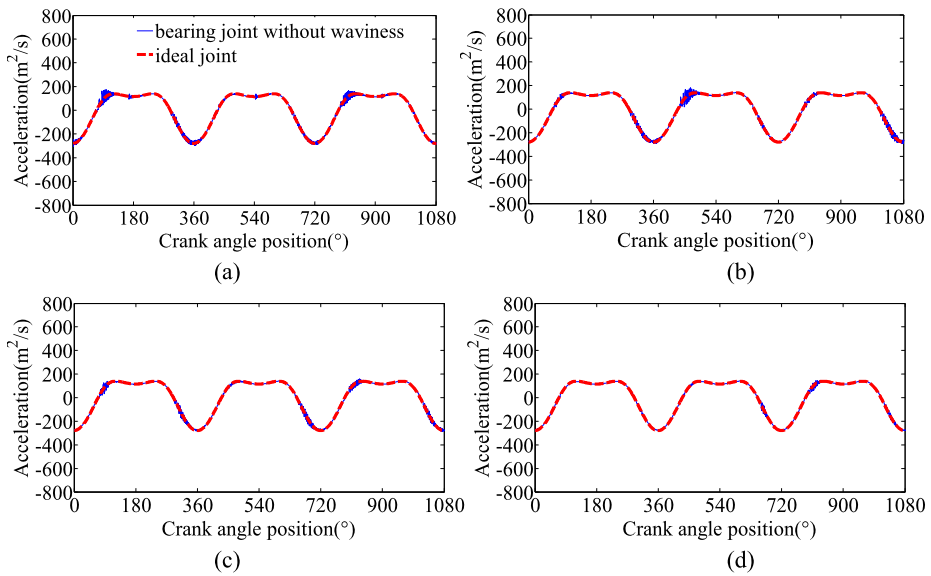 800
600
400
200
0
-200
-400
-600
-800
Acceleration(m²/s)
bearing joint without waviness
ideal joint
0 180 360 540 720 900 1080
Crank angle position(°)
(a)
800
600
400
200
0
-200
-400
-600
-800
Acceleration(m²/s)
0 180 360 540 720 900 1080
Crank angle position(°)
(b)
800
600
400
200
0
-200
-400
-600
-800
Acceleration(m²/s)
0 180 360 540 720 900 1080
Crank angle position(°)
(c)
800
600
400
200
0
-200
-400
-600
-800
Acceleration(m²/s)
0 180 360 540 720 900 1080
Crank angle position(°)
(d)